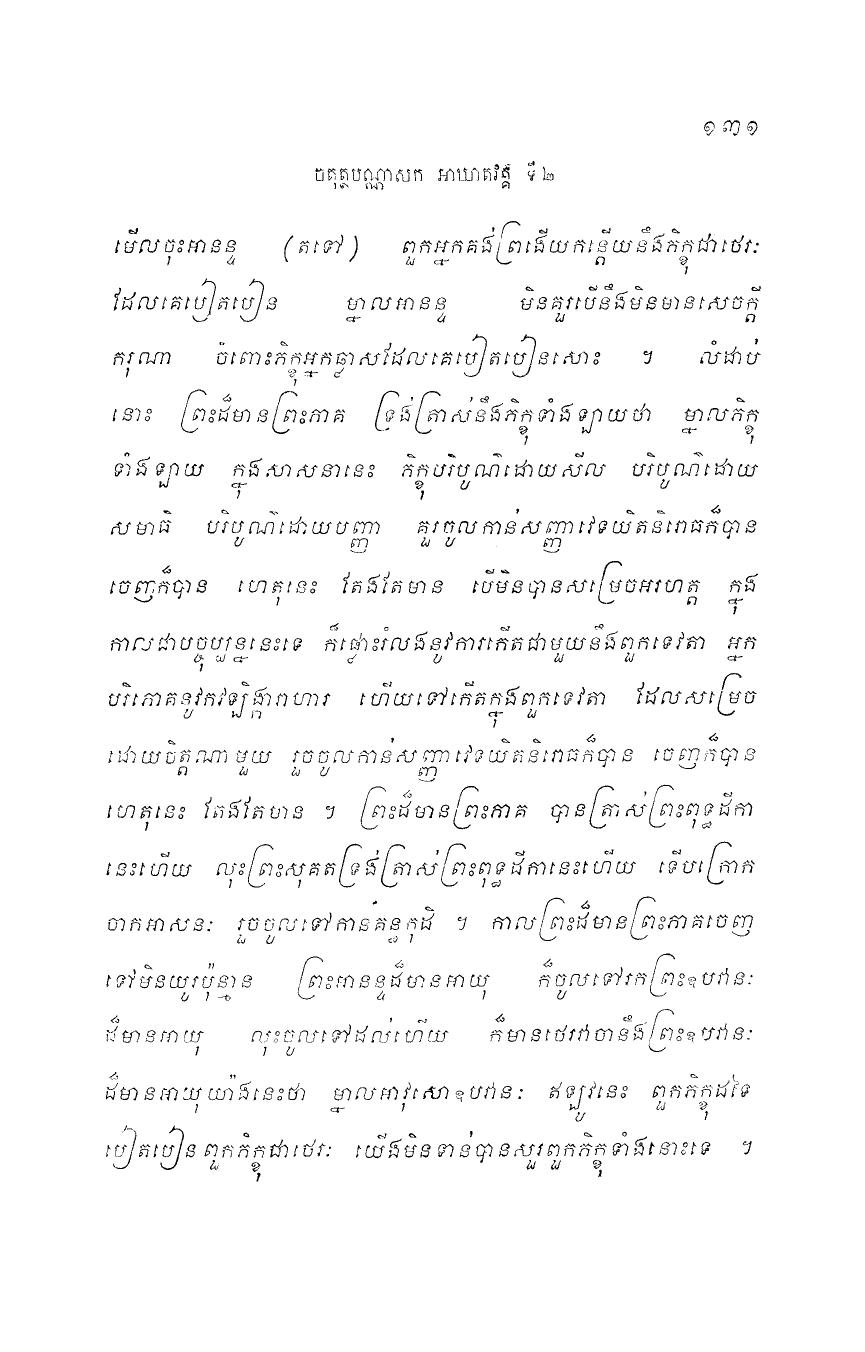 ១៣១
ចតុត្ថបណ្ណាសក អាឃាតវគ្គ ទី២
មើលចុះអានន្ទ (តទៅ) ពួកអ្នកគង់ព្រងើយកន្តើយនឹងភិក្ខុជាថេរៈ
ដែលគេបៀតបៀន ម្នាលអានន្ទ មិនគួរបើនឹងមិនមានសេចក្តី
ករុណា ចំពោះភិក្ខុអ្នកឆ្លាសដែលគេបៀតបៀនសោះ ។ លំដាប់
នោះ ព្រះដ៏មានព្រះភាគ ទ្រង់ត្រាស់នឹងភិក្ខុទាំងឡាយថា ម្នាលភិក្ខុ
ទាំងឡាយ ក្នុងសាសនានេះ ភិក្ខុបរិបូណ៌ដោយសីល បរិបូណ៌ដោយ
សមាធិ បរិបូណ៌ដោយបញ្ញា គួរចូលកាន់សញ្ញាវេទយិតនិរោធក៏បាន
ចេញក៏បាន ហេតុនេះ តែងតែមាន បើមិនបានសម្រេចអរហត្ត ក្នុង
កាលជាបច្ចុប្បន្ននេះទេ ក៏ផ្លោះរំលងនូវការកើតជាមួយនឹងពួកទេវតា អ្នក
បរិភោគនូវកវឡិង្ការាហារ ហើយទៅកើតក្នុងពួកទេវតា ដែលសម្រេច
ដោយចិត្តណាមួយ រួចចូលកាន់សញ្ញាវេទយិតនិរោធក៏បាន ចេញក៏បាន
ហេតុនេះ តែងតែមាន ។ ព្រះដ៏មានព្រះភាគ បានត្រាស់ព្រះពុទ្ធដីកា
នេះហើយ លុះព្រះសុគតទ្រង់ត្រាស់ព្រះពុទ្ធដីកានេះហើយ ទើបក្រោក
ចាកអាសនៈ រួចចូលទៅកាន់គន្ធកុដិ ។ កាលព្រះដ៏មានព្រះភាគចេញ
ទៅមិនយូរប៉ុន្មាន ព្រះអានន្ទដ៏មានអាយុ ក៏ចូលទៅរកព្រះឧបវានៈ
ដ៏មានអាយុ លុះចូលទៅដល់ហើយ ក៏មានថេរវាចានឹងព្រះឧបវានៈ
ដ៏មានអាយុយ៉ាងនេះថា ម្នាលអាវុសោឧបវានៈ ឥឡូវនេះ ពួកភិក្ខុដទៃ
បៀតបៀនពួកភិក្ខុជាថេរៈ យើងមិនទាន់បានសួរពួកភិក្ខុទាំងនោះទេ ។